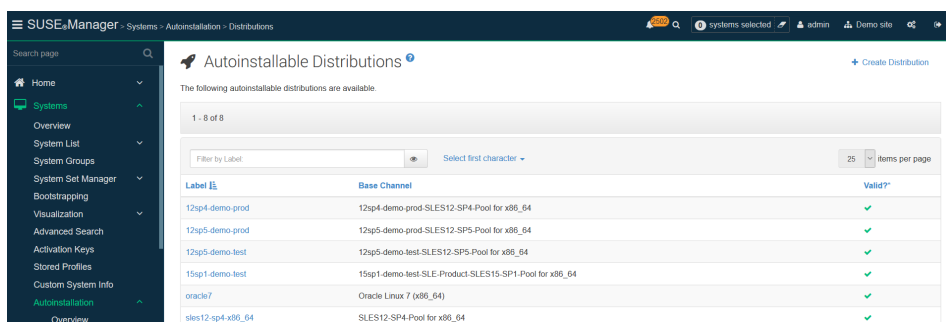 SUSE®Manager > Systems > Autoinstallation > Distributions
2502
0 systems selected
admin
Demo site
Search page
Home
Systems
Overview
System List
System Groups
System Set Manager
Bootstrapping
Visualization
Advanced Search
Activation Keys
Stored Profiles
Custom System Info
Autoinstallation
Overview
Autoinstallable Distributions ?
+ Create Distribution
The following autoinstallable distributions are available.
1 - 8 of 8
Filter by Label
Select first character
25 items per page
Label Base Channel Valid?*
12sp4-demo-prod 12sp4-demo-prod-SLES12-SP4-Pool for x86_64
12sp5-demo-prod 12sp5-demo-prod-SLES12-SP5-Pool for x86_64
12sp5-demo-test 12sp5-demo-test-SLES12-SP5-Pool for x86_64
15sp1-demo-test 15sp1-demo-test-SLE-Product-SLES15-SP1-Pool for x86_64
oracle7 Oracle Linux 7 (x86_64)
sles12-sp4-x86_64 SLES12-SP4-Pool for x86_64